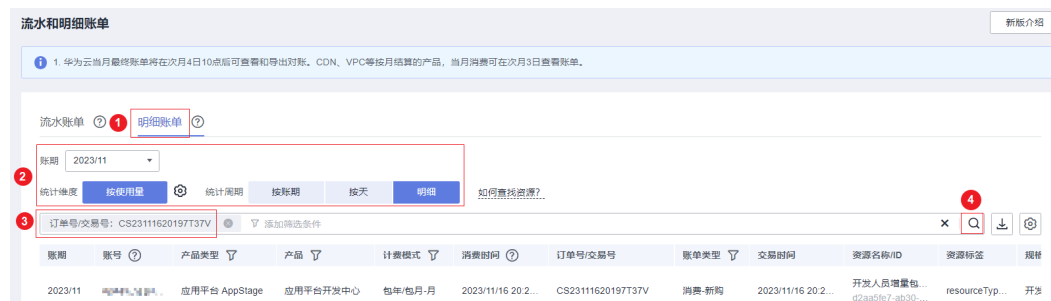 流水和明细账单
新版介绍
1. 华为云当月最终账单将在次月4日10点后可查看和导出对账。CDN、VPC等按月结算的产品，当月消费可在次月3日查看账单。
流水账单 ? 1 明细账单 ?
2
账期 2023/11
统计维度 按使用量 统计周期 按账期 按天 明细 如何查找资源?
4
3 订单号/交易号：CS23111620197T37V 添加筛选条件
账期 账号 ? 产品类型 产品 计费模式 消费时间 ? 订单号/交易号 账单类型 交易时间 资源名称/ID 资源标签 规格
2023/11 应用平台 AppStage 应用平台开发中心 包年/包月-月 2023/11/16 20:2... CS23111620197T37V 消费-新购 2023/11/16 20:2... 开发人员增量包... resourceTyp... 开发
d2aa5fe7-ab30-...